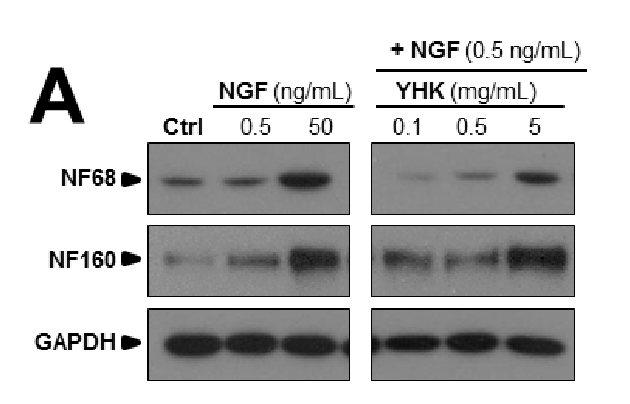 A
+ NGF (0.5 ng/mL)
NGF (ng/mL) YHK (mg/mL)
Ctrl 0.5 50 0.1 0.5 5
NF68
NF160
GAPDH